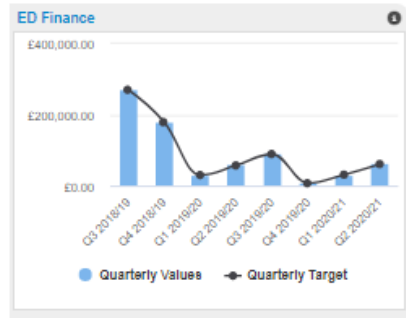 ED Finance
£400,000.00
£200,000.00
£0.00
Q3 2018/19
Q4 2018/19
Q1 2019/20
Q2 2019/20
Q3 2019/20
Q4 2019/20
Q1 2020/21
Q2 2020/21
Quarterly Values
Quarterly Target